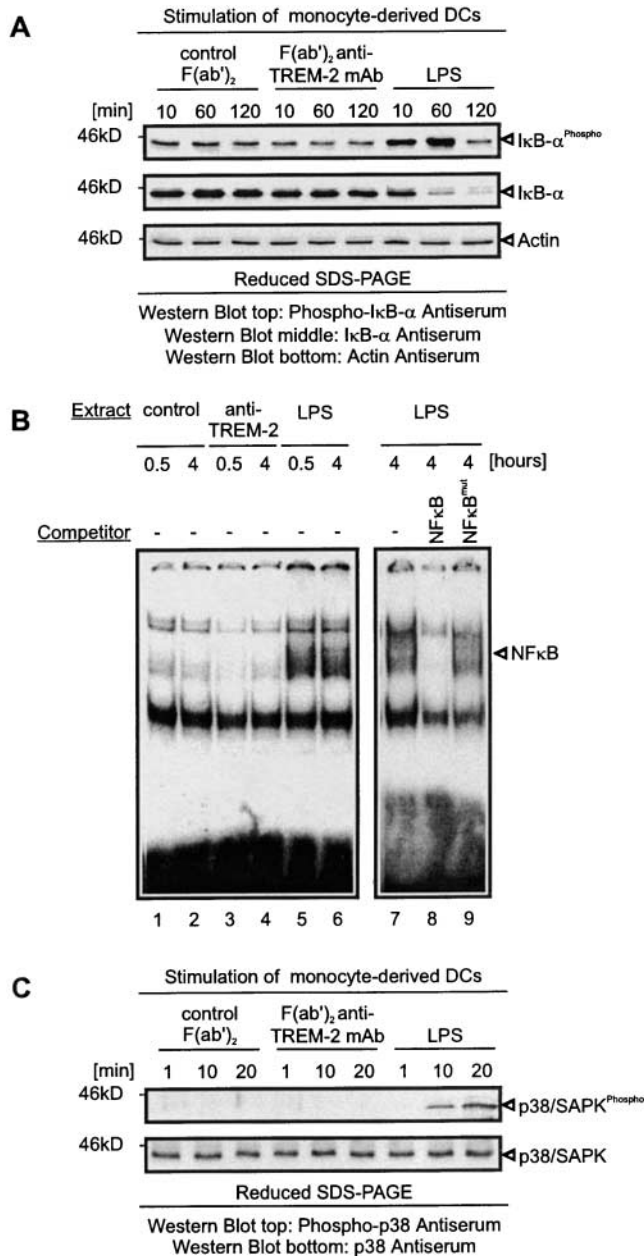 A
Stimulation of monocyte-derived DCs
control
F(ab')₂
F(ab')₂ anti-
TREM-2 mAb
LPS
[min] 10 60 120 10 60 120 10 60 120
46kD IκB-α^Phospho
46kD IκB-α
46kD Actin
Reduced SDS-PAGE
Western Blot top: Phospho-IκB-α Antiserum
Western Blot middle: IκB-α Antiserum
Western Blot bottom: Actin Antiserum
B
Extract control anti-TREM-2 LPS LPS
0.5 4 0.5 4 0.5 4 4 4 4 [hours]
Competitor - - - - - - - NFκB NFκB^mut
NFκB
1 2 3 4 5 6 7 8 9
C
Stimulation of monocyte-derived DCs
control
F(ab')₂
F(ab')₂ anti-
TREM-2 mAb
LPS
[min] 1 10 20 1 10 20 1 10 20
46kD p38/SAPK^Phospho
46kD p38/SAPK
Reduced SDS-PAGE
Western Blot top: Phospho-p38 Antiserum
Western Blot bottom: p38 Antiserum